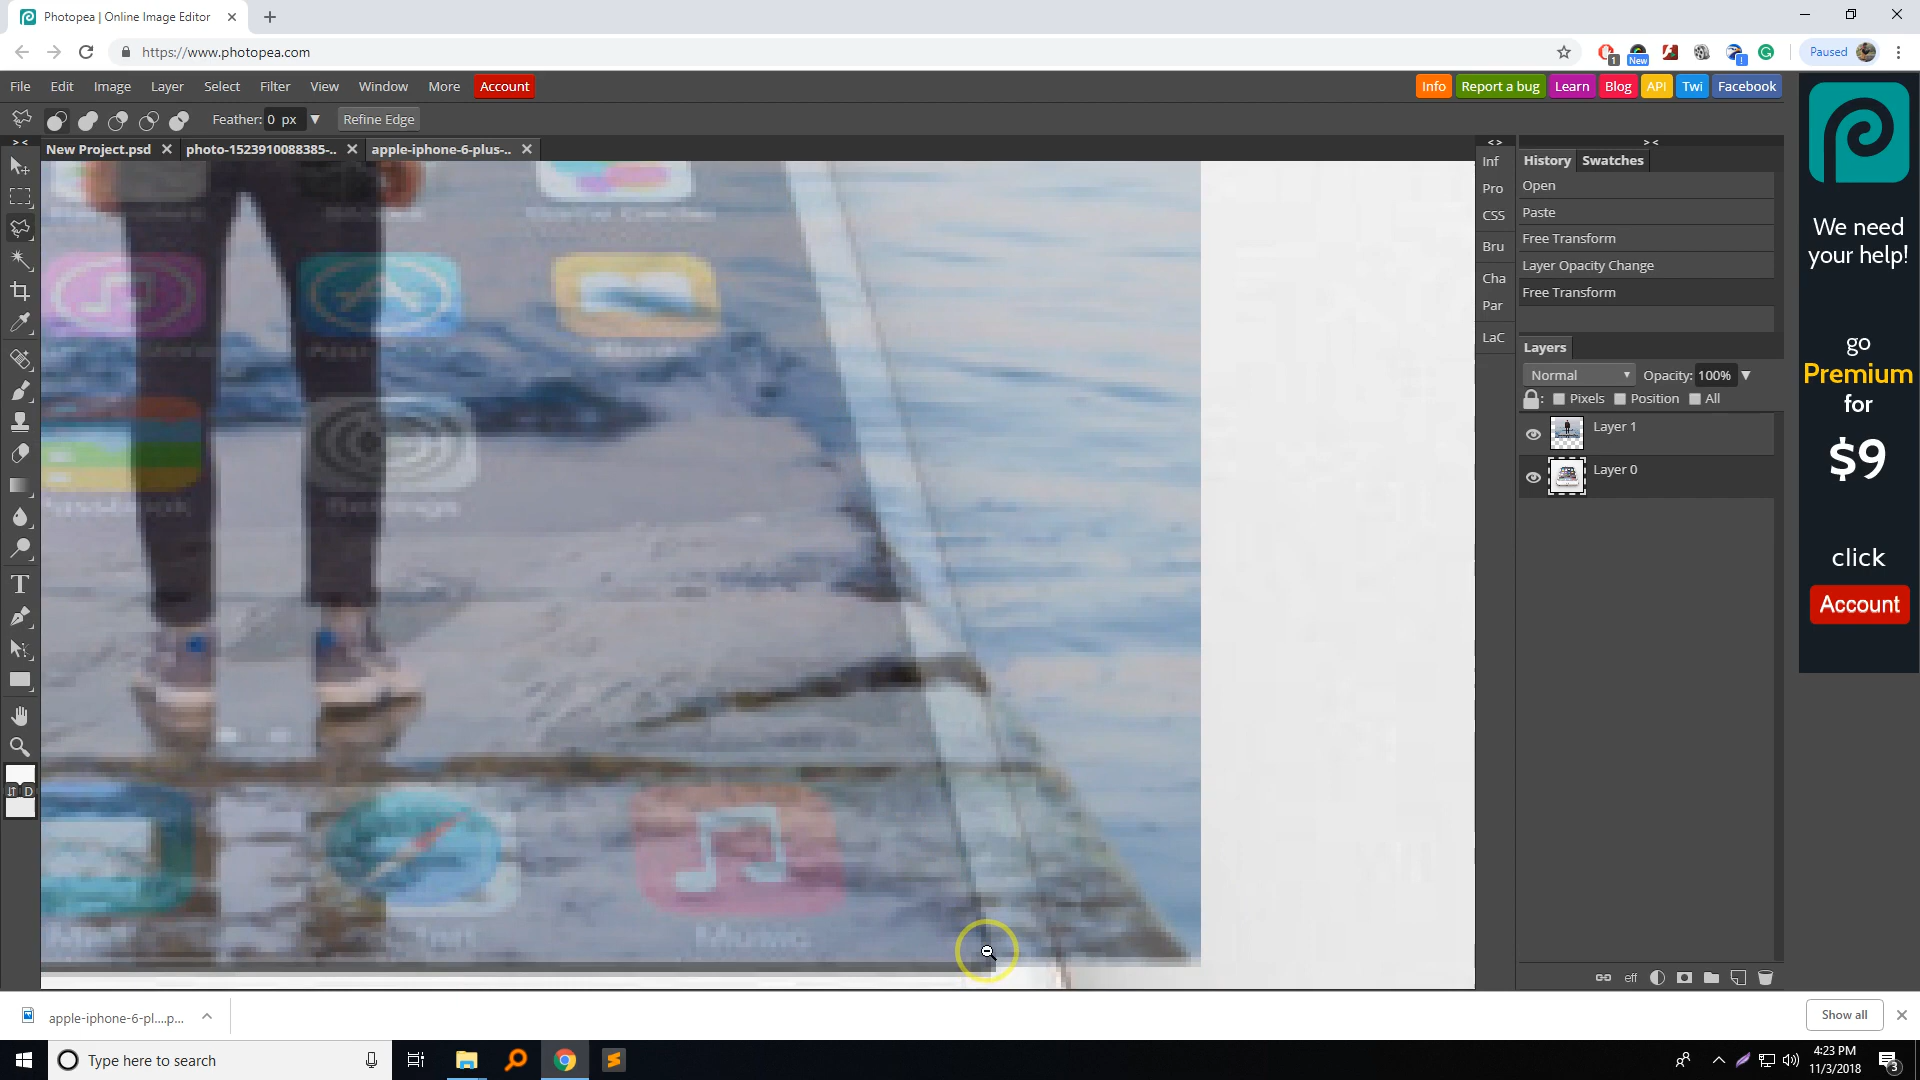 Photopea | Online Image Editor
https://www.photopea.com
1
New
!
Paused
File Edit Image Layer Select Filter View Window More Account
Info Report a bug Learn Blog API Twi Facebook
Feather: 0 px Refine Edge
New Project.psd photo-1523910088385-.. apple-iphone-6-plus-..
> <
< >
> <
Inf
Pro
CSS
Bru
Cha
Par
LaC
History Swatches
Open
Paste
Free Transform
Layer Opacity Change
Free Transform
Layers
Normal Opacity: 100%
: Pixels Position All
Layer 1
Layer 0
eff
T
D
We need
your help!
go
Premium
for
$9
click
Account
Music
apple-iphone-6-pl....p...
Show all
Type here to search
4:23 PM
11/3/2018
3